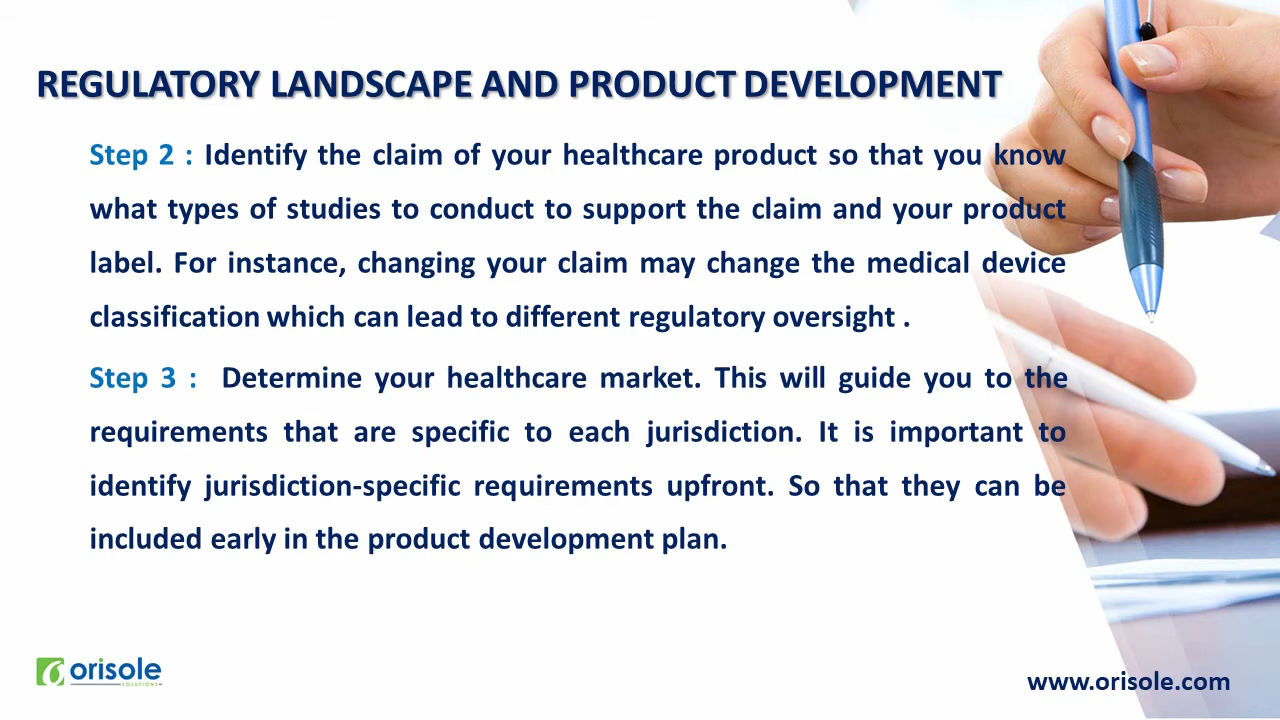 REGULATORY LANDSCAPE AND PRODUCT DEVELOPMENT
Step 2 : Identify the claim of your healthcare product so that you know
what types of studies to conduct to support the claim and your product
label. For instance, changing your claim may change the medical device
classification which can lead to different regulatory oversight .
Step 3 : Determine your healthcare market. This will guide you to the
requirements that are specific to each jurisdiction. It is important to
identify jurisdiction-specific requirements upfront. So that they can be
included early in the product development plan.
orisole
SOLUTIONS
www.orisole.com